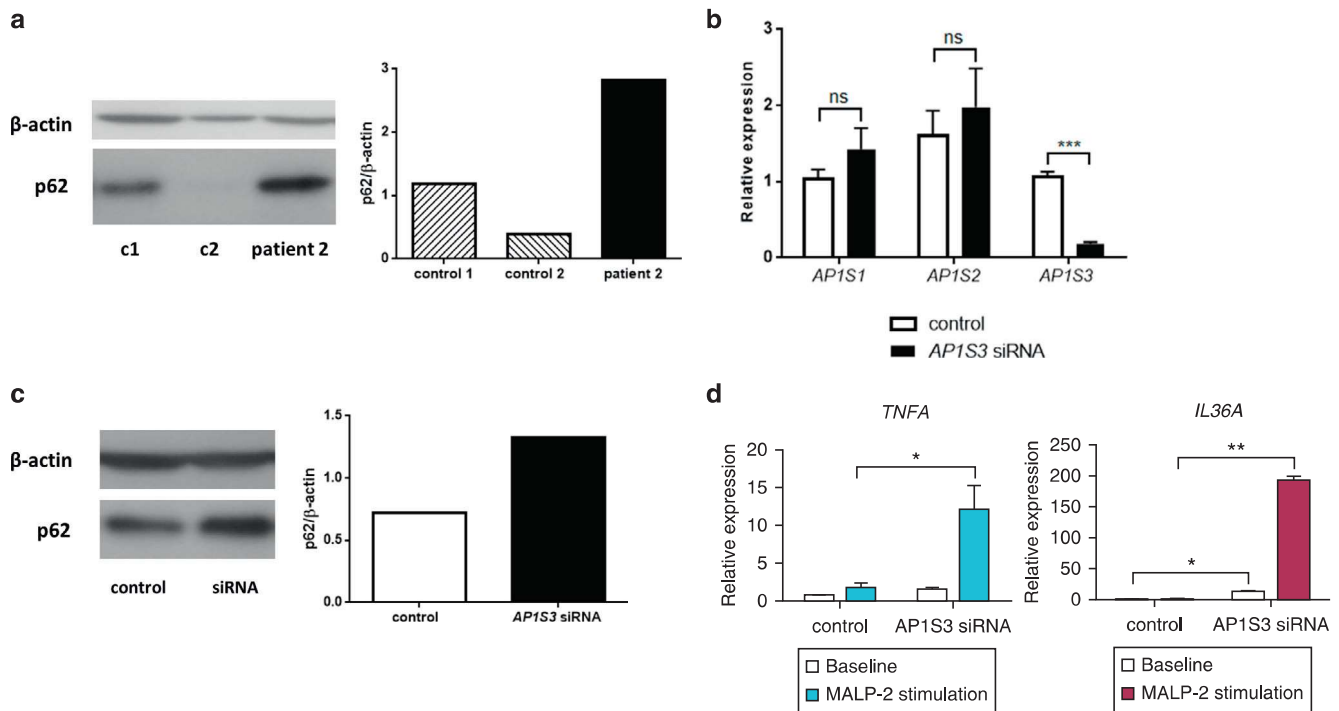 a
β-actin
p62
c1 c2 patient 2
p62/β-actin
3
2
1
0
control 1 control 2 patient 2
b
Relative expression
3
2
1
0
ns
ns
***
AP1S1 AP1S2 AP1S3
control
AP1S3 siRNA
c
β-actin
p62
control siRNA
p62/β-actin
1.5
1.0
0.5
0.0
control AP1S3 siRNA
d
TNFA
Relative expression
20
15
10
5
0
*
control AP1S3 siRNA
Baseline
MALP-2 stimulation
IL36A
Relative expression
250
200
150
100
50
0
**
*
control AP1S3 siRNA
Baseline
MALP-2 stimulation